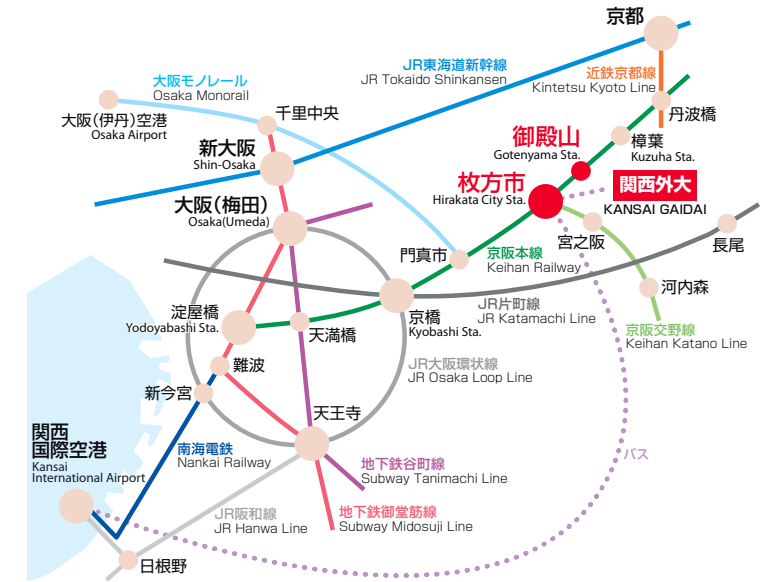 京都
JR東海道新幹線
JR Tokaido Shinkansen
近鉄京都線
Kintetsu Kyoto Line
大阪モノレール
Osaka Monorail
大阪(伊丹)空港
Osaka Airport
千里中央
丹波橋
御殿山
Gotenyama Sta.
樟葉
Kuzuha Sta.
新大阪
Shin-Osaka
枚方市
Hirakata City Sta.
関西外大
KANSAI GAIDAI
大阪(梅田)
Osaka(Umeda)
宮之阪
長尾
門真市
京阪本線
Keihan Railway
河内森
淀屋橋
Yodoyabashi Sta.
天満橋
京橋
Kyobashi Sta.
JR片町線
JR Katamachi Line
京阪交野線
Keihan Katano Line
難波
JR大阪環状線
JR Osaka Loop Line
新今宮
天王寺
関西
国際空港
Kansai
International Airport
南海電鉄
Nankai Railway
地下鉄谷町線
Subway Tanimachi Line
バス
JR阪和線
JR Hanwa Line
地下鉄御堂筋線
Subway Midosuji Line
日根野